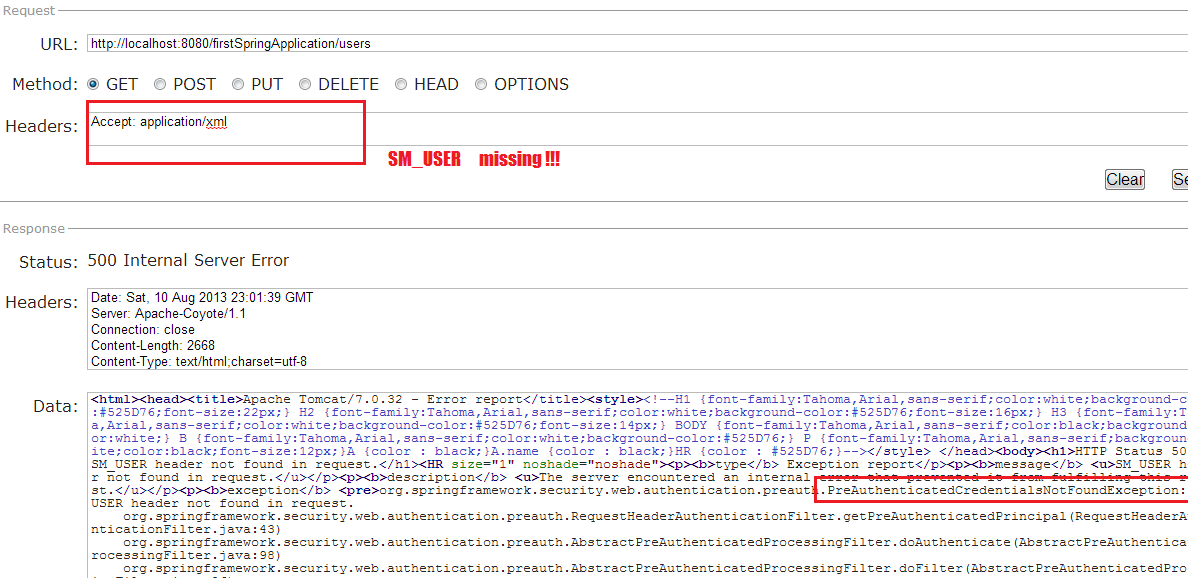 Request
URL: http://localhost:8080/firstSpringApplication/users
Method: GET POST PUT DELETE HEAD OPTIONS
Headers: Accept: application/xml
SM_USER missing !!!
Clear Se
Response
Status: 500 Internal Server Error
Headers: Date: Sat, 10 Aug 2013 23:01:39 GMT
Server: Apache-Coyote/1.1
Connection: close
Content-Length: 2668
Content-Type: text/html;charset=utf-8
Data: <html><head><title>Apache Tomcat/7.0.32 - Error report</title><style><!--H1 {font-family:Tahoma,Arial,sans-serif;color:white;background-c
:#525D76;font-size:22px;} H2 {font-family:Tahoma,Arial,sans-serif;color:white;background-color:#525D76;font-size:16px;} H3 {font-family:T
a,Arial,sans-serif;color:white;background-color:#525D76;font-size:14px;} BODY {font-family:Tahoma,Arial,sans-serif;color:black;background
or:white;} B {font-family:Tahoma,Arial,sans-serif;color:white;background-color:#525D76;} P {font-family:Tahoma,Arial,sans-serif;backgroun
ite;color:black;font-size:12px;}A {color : black;}A.name {color : black;}HR {color : #525D76;}--></style> </head><body><h1>HTTP Status 50
SM_USER header not found in request.</h1><HR size="1" noshade="noshade"><p><b>type</b> Exception report</p><p><b>message</b> <u>SM_USER h
r not found in request.</u></p><p><b>description</b> <u>The server encountered an internal error that prevented it from fulfilling this r
st.</u></p><p><b>exception</b> <pre>org.springframework.security.web.authentication.preauth.PreAuthenticatedCredentialsNotFoundException:
USER header not found in request.
org.springframework.security.web.authentication.preauth.RequestHeaderAuthenticationFilter.getPreAuthenticatedPrincipal(RequestHeaderA
nticationFilter.java:43)
org.springframework.security.web.authentication.preauth.AbstractPreAuthenticatedProcessingFilter.doAuthenticate(AbstractPreAuthentica
rocessingFilter.java:98)
org.springframework.security.web.authentication.preauth.AbstractPreAuthenticatedProcessingFilter.doFilter(AbstractPreAuthenticatedPro